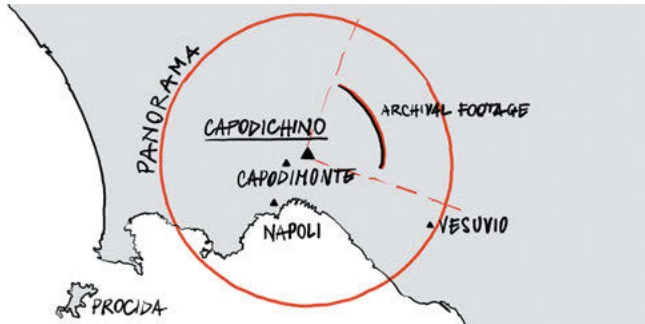 PANORAMA
ARCHIVAL FOOTAGE
CAPODICHINO
CAPODIMONTE
NAPOLI
VESUVIO
PROCIDA